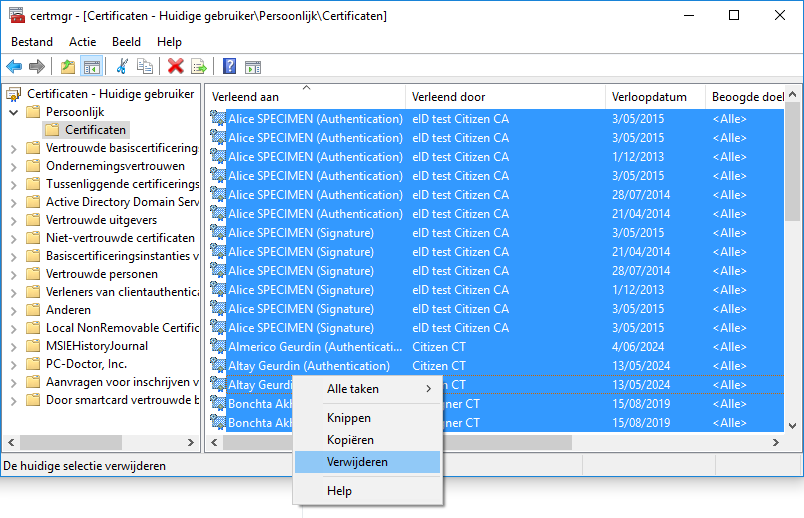 certmgr - [Certificaten - Huidige gebruiker\Persoonlijk\Certificaten]
Bestand Actie Beeld Help
Certificaten - Huidige gebruiker
Persoonlijk
Certificaten
Vertrouwde basiscertificering
Ondernemingsvertrouwen
Tussenliggende certificerings
Active Directory Domain Serv
Vertrouwde uitgevers
Niet-vertrouwde certificaten
Basiscertificeringsinstanties v
Vertrouwde personen
Verleners van clientauthentica
Anderen
Local NonRemovable Certific
MSIEHistoryJournal
PC-Doctor, Inc.
Aanvragen voor inschrijven v
Door smartcard vertrouwde b
Verleend aan Verleend door Verloopdatum Beoogde doel
Alice SPECIMEN (Authentication) eID test Citizen CA 3/05/2015 <Alle>
Alice SPECIMEN (Authentication) eID test Citizen CA 3/05/2015 <Alle>
Alice SPECIMEN (Authentication) eID test Citizen CA 1/12/2013 <Alle>
Alice SPECIMEN (Authentication) eID test Citizen CA 3/05/2015 <Alle>
Alice SPECIMEN (Authentication) eID test Citizen CA 28/07/2014 <Alle>
Alice SPECIMEN (Authentication) eID test Citizen CA 21/04/2014 <Alle>
Alice SPECIMEN (Signature) eID test Citizen CA 3/05/2015 <Alle>
Alice SPECIMEN (Signature) eID test Citizen CA 21/04/2014 <Alle>
Alice SPECIMEN (Signature) eID test Citizen CA 28/07/2014 <Alle>
Alice SPECIMEN (Signature) eID test Citizen CA 1/12/2013 <Alle>
Alice SPECIMEN (Signature) eID test Citizen CA 3/05/2015 <Alle>
Alice SPECIMEN (Signature) eID test Citizen CA 3/05/2015 <Alle>
Almerico Geurdin (Authenticati... Citizen CT 4/06/2024 <Alle>
Altay Geurdin (Authentication) Citizen CT 13/05/2024 <Alle>
Altay Geurdi en CT 13/05/2024 <Alle>
Bonchta Akh gner CT 15/08/2019 <Alle>
Bonchta Akh gner CT 15/08/2019 <Alle>
Alle taken
Knippen
Kopiëren
Verwijderen
Help
De huidige selectie verwijderen